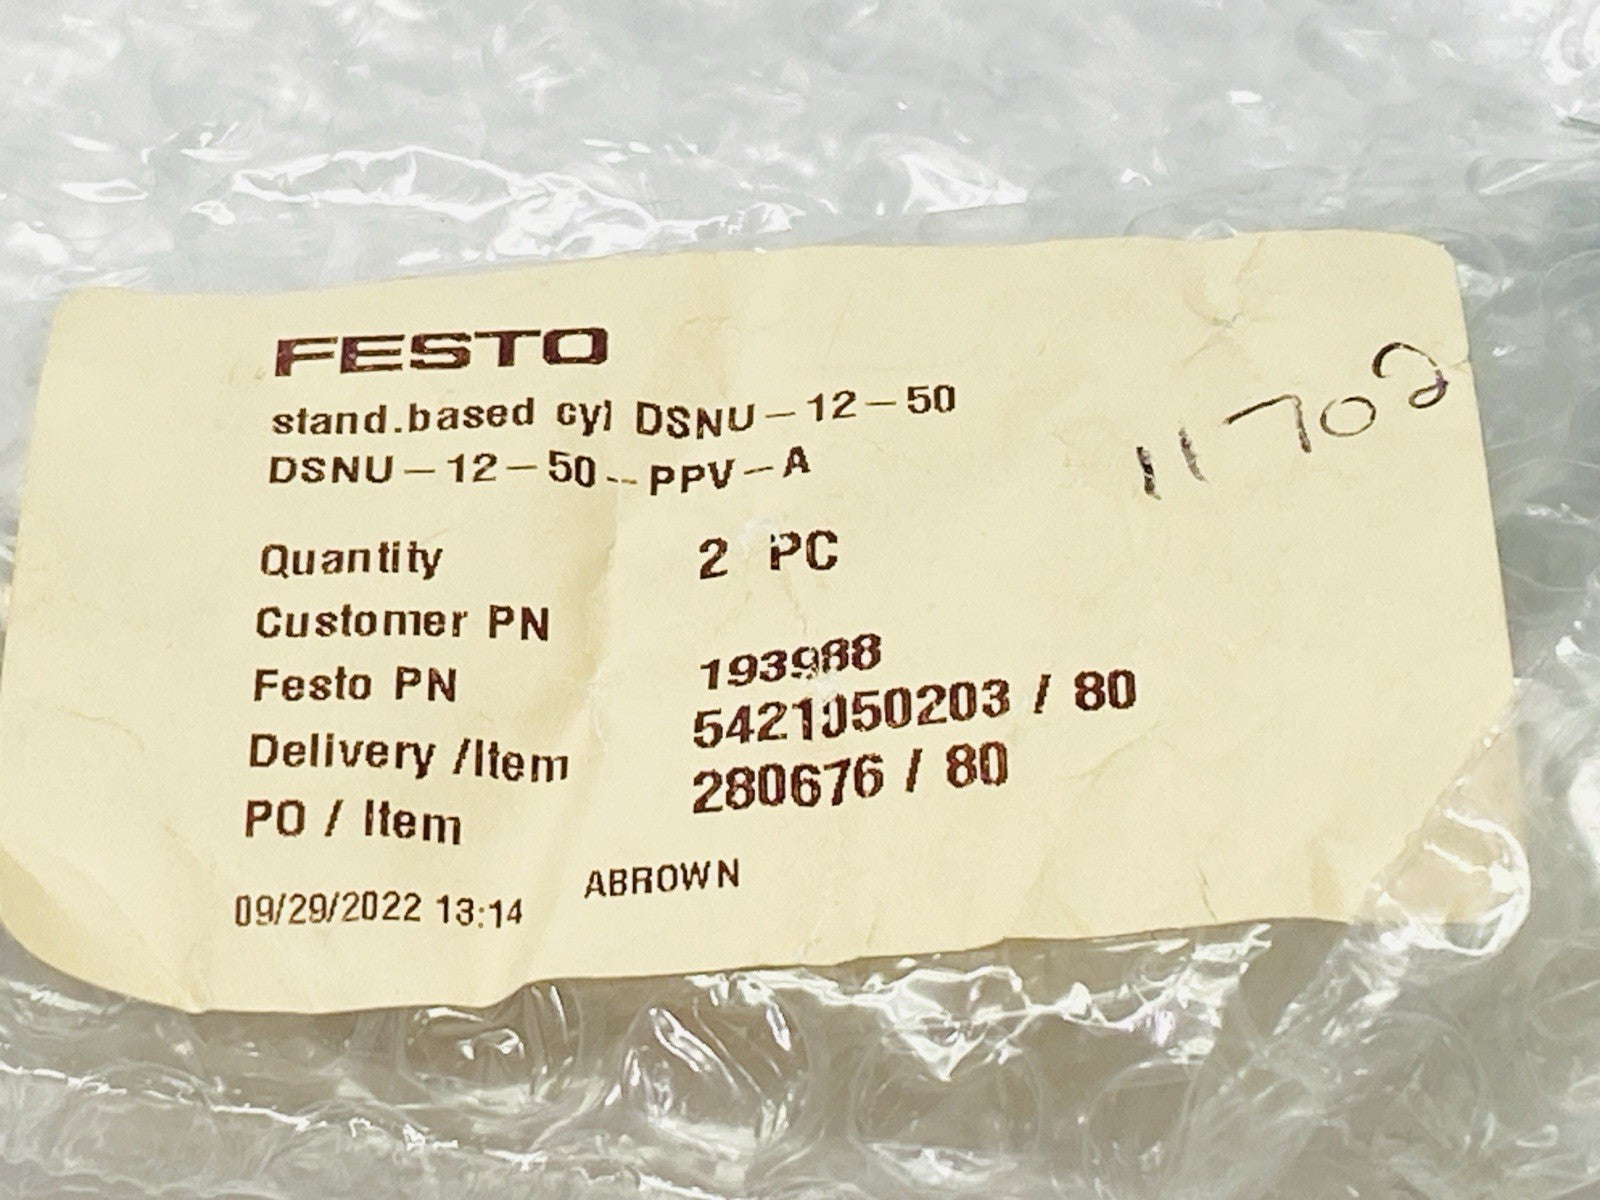 FESTO
stand.based cyl DSNU-12-50
DSNU-12-50--PPV-A
11702
Quantity 2 PC
Customer PN
Festo PN 193988
Delivery /Item 5421050203 / 80
PO / Item 280676 / 80
09/29/2022 13:14 ABROWN